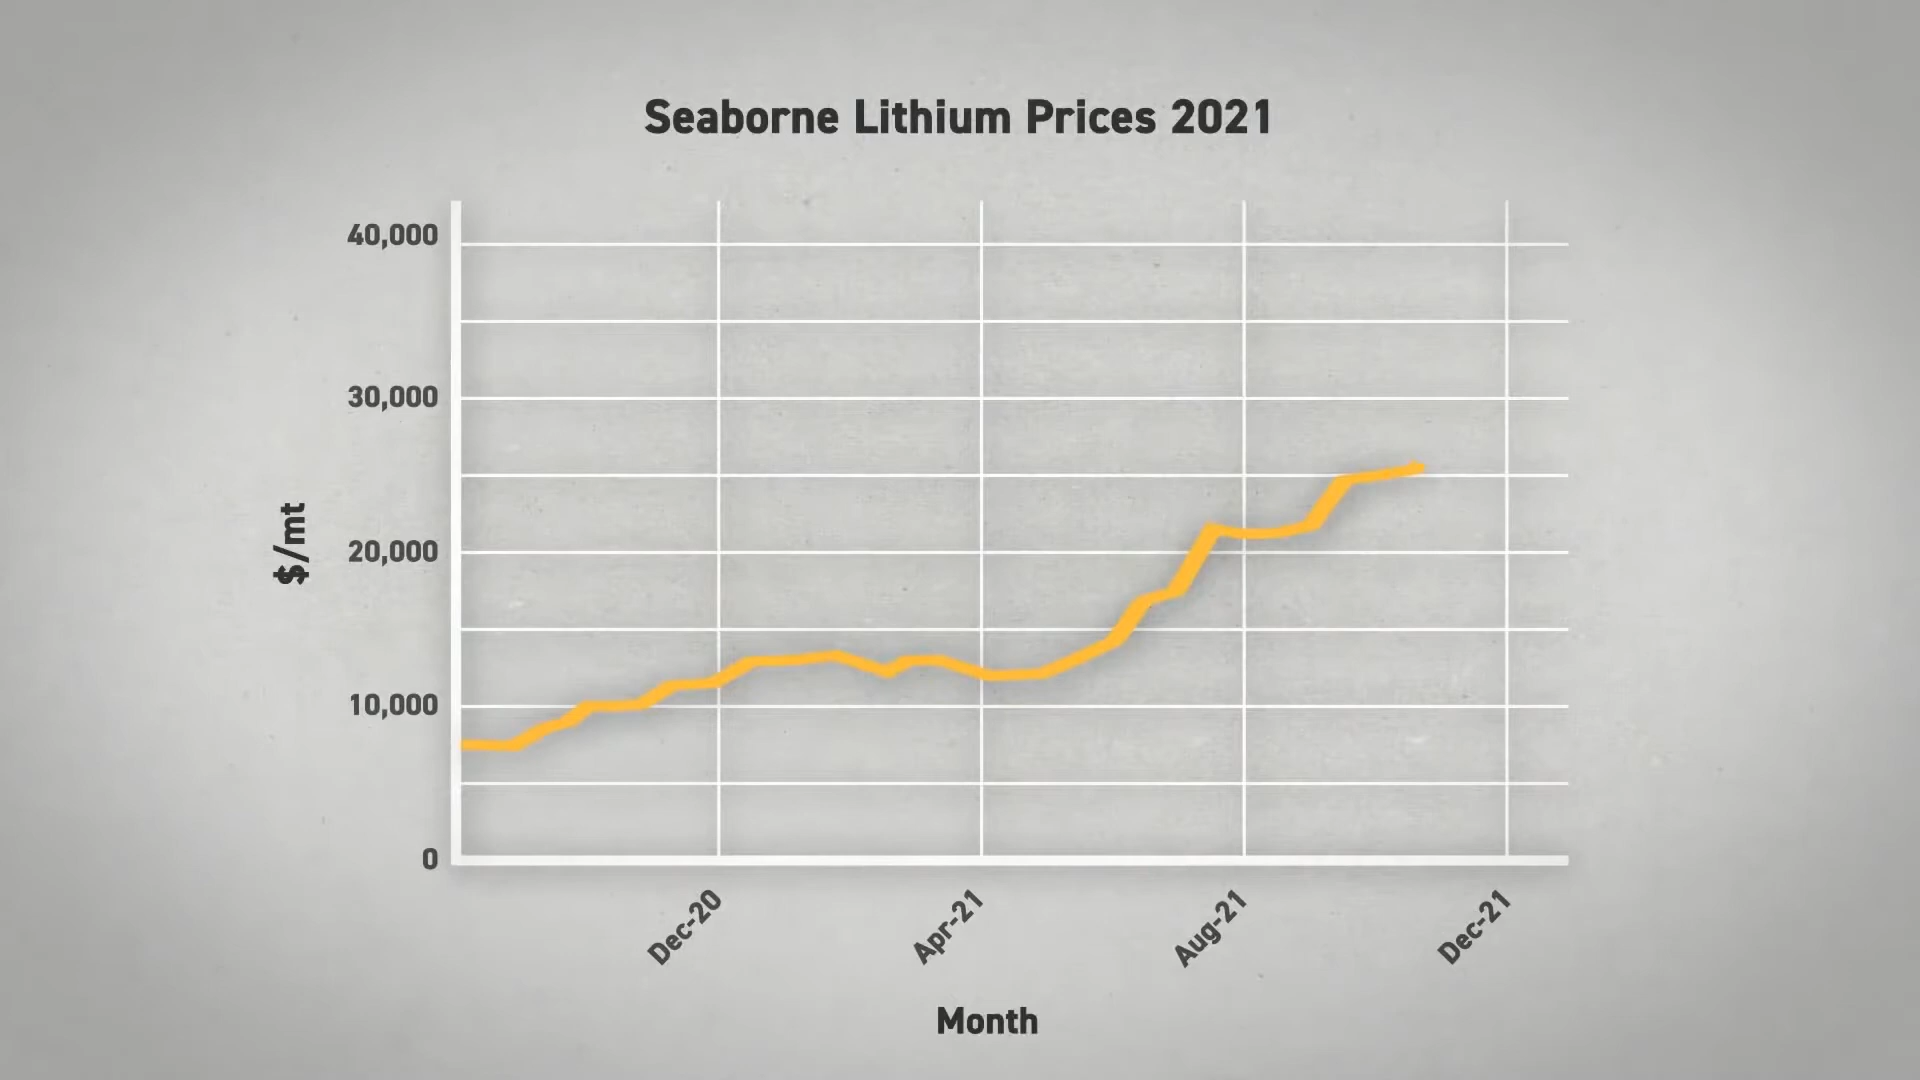 Seaborne Lithium Prices 2021
40,000
30,000
20,000
10,000
0
$/mt
Dec-20
Apr-21
Aug-21
Dec-21
Month